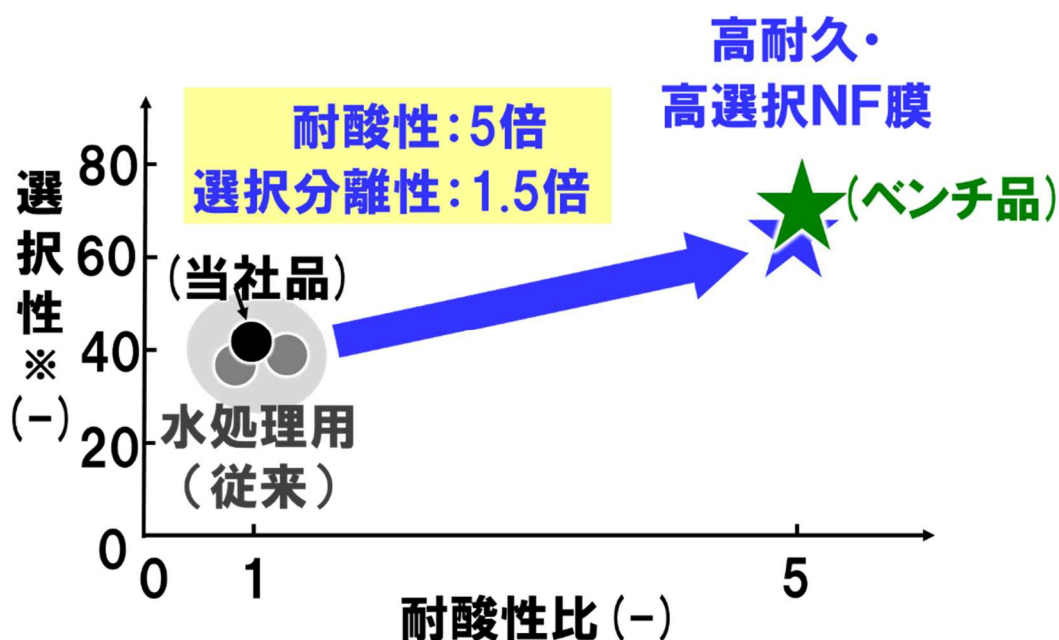 高耐久・
高選択NF膜
耐酸性：5倍
選択分離性：1.5倍
(ベンチ品)
(当社品)
水処理用
（従来）
選択性※(-)
80
60
40
20
0
0
1
5
耐酸性比(-)